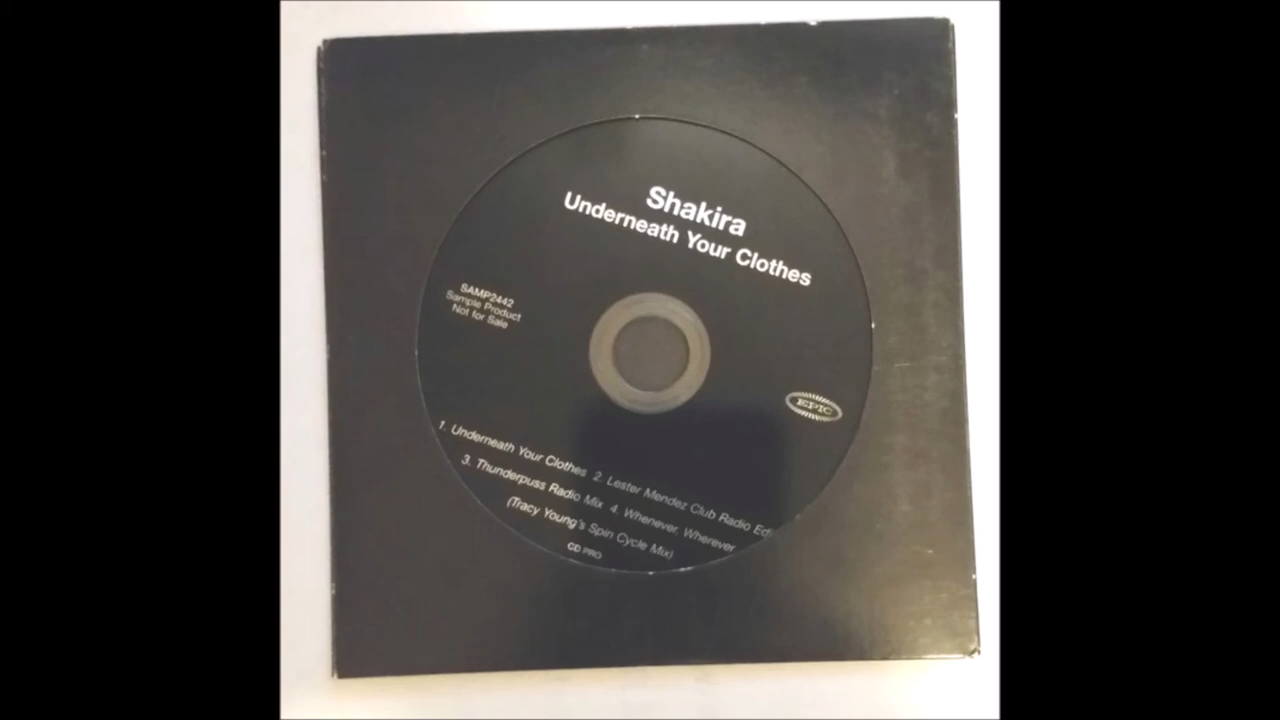 Shakira
Underneath Your Clothes
SAMP2442
Sample Product
Not for Sale
EPIC
1. Underneath Your Clothes 2. Lester Mendez Club Radio Edi
3. Thunderpuss Radio Mix 4. Whenever, Wherever
(Tracy Young's Spin Cycle Mix)
CD PRO